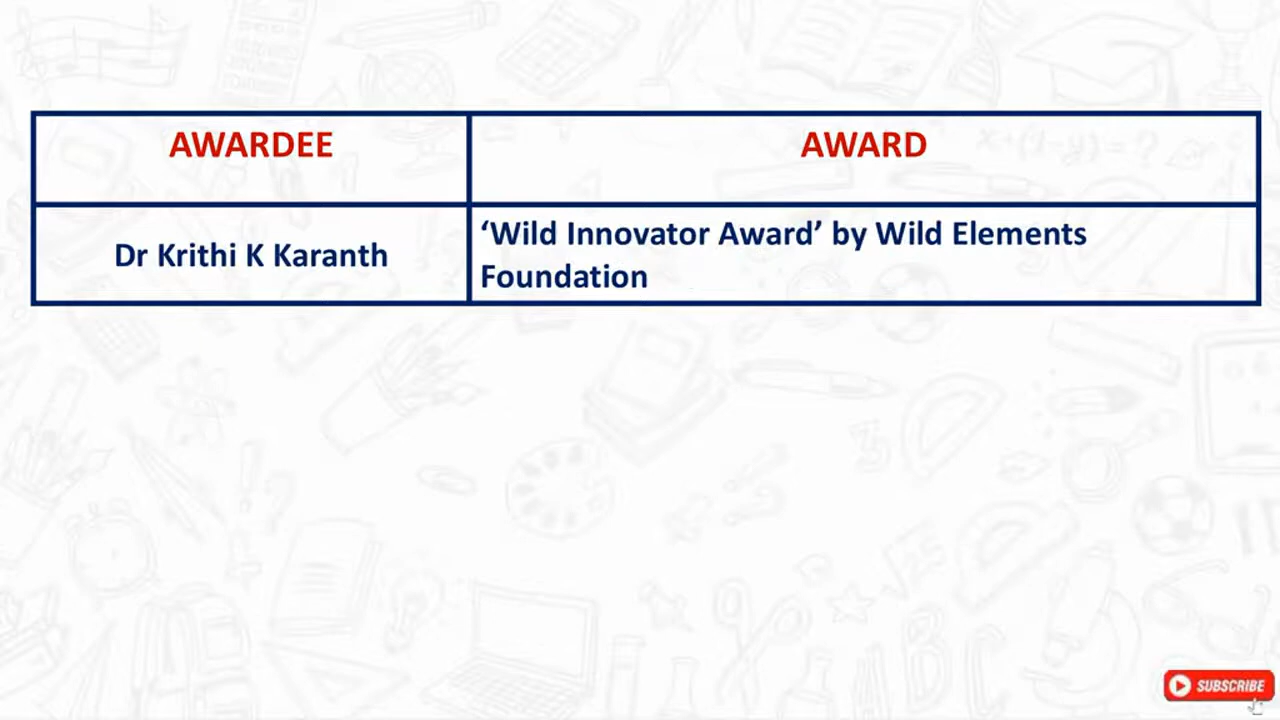 AWARDEE
AWARD
Dr Krithi K Karanth
‘Wild Innovator Award’ by Wild Elements
Foundation
SUBSCRIBE